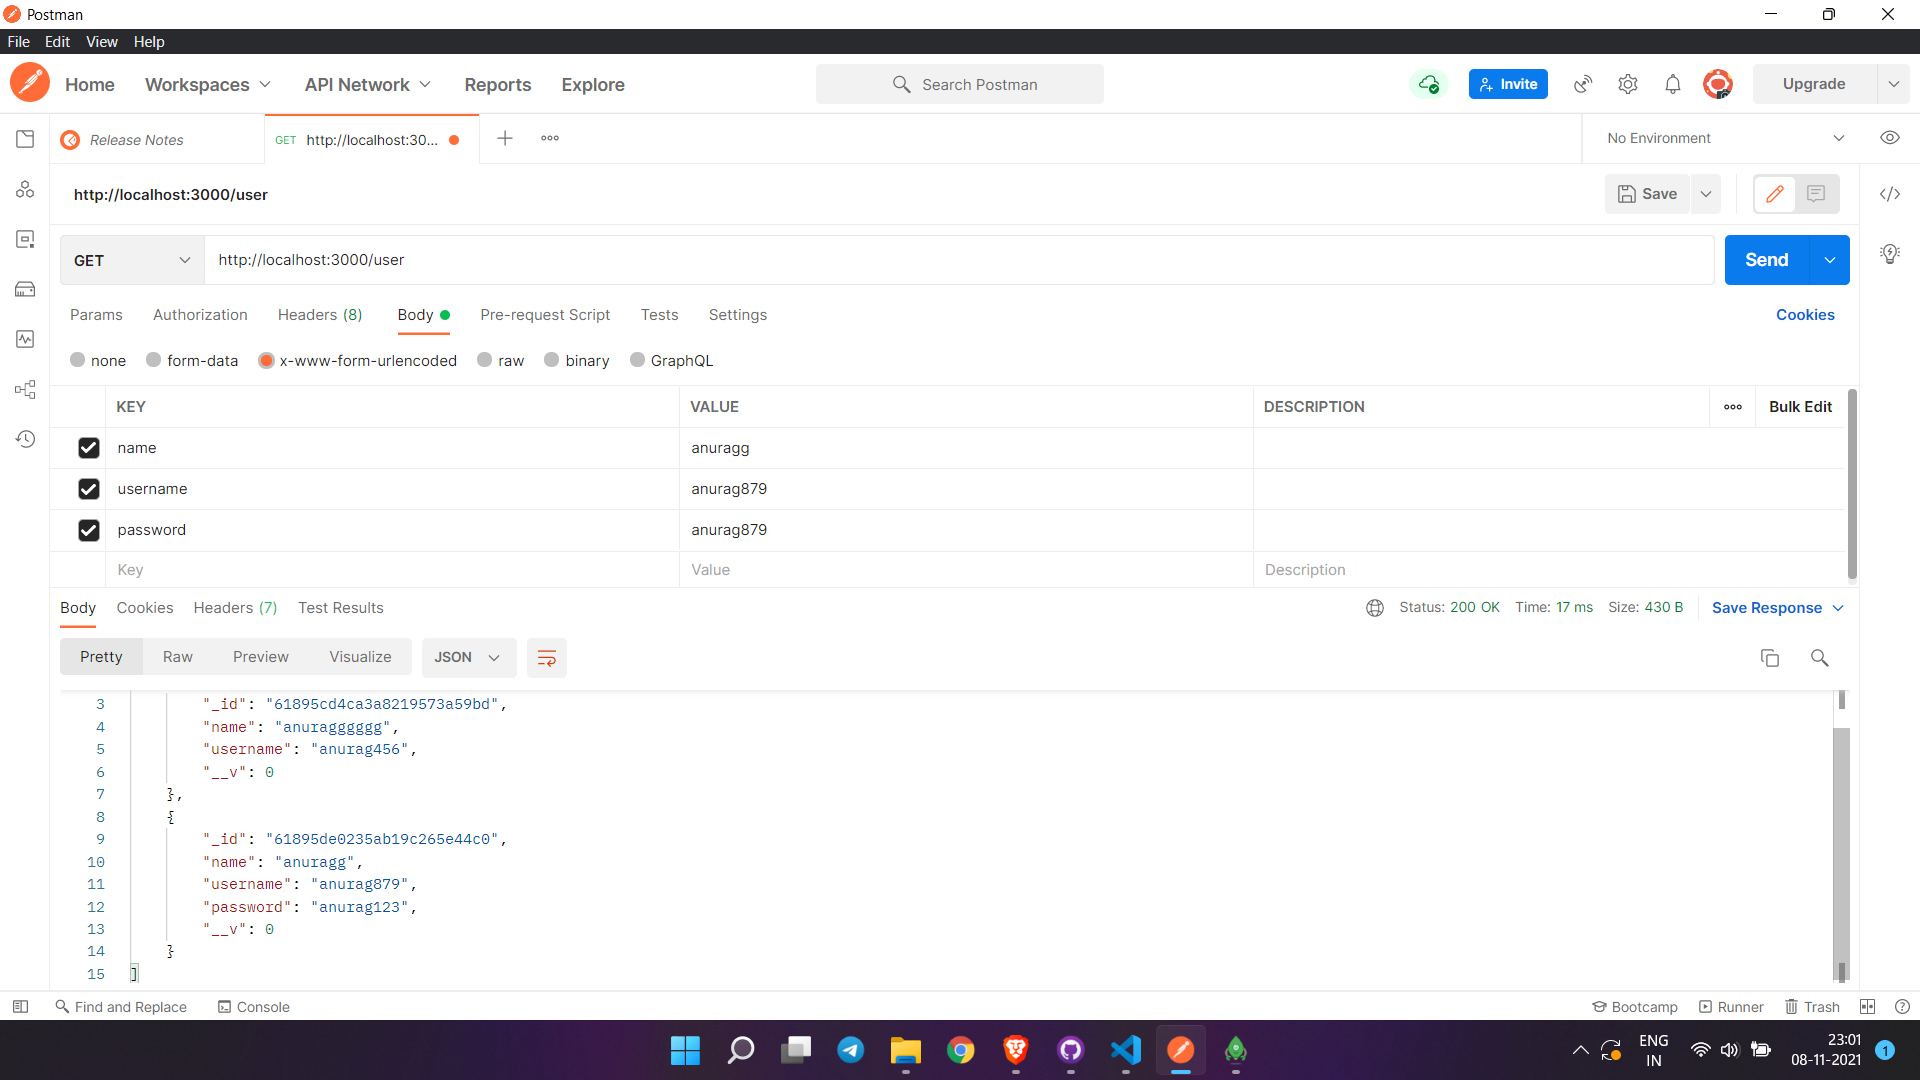 Postman
File Edit View Help
Home Workspaces API Network Reports Explore Search Postman Invite Upgrade
Release Notes GET http://localhost:30... No Environment
http://localhost:3000/user Save
GET http://localhost:3000/user Send
Params Authorization Headers (8) Body Pre-request Script Tests Settings Cookies
none form-data x-www-form-urlencoded raw binary GraphQL
KEY VALUE DESCRIPTION Bulk Edit
name anuragg
username anurag879
password anurag879
Key Value Description
Body Cookies Headers (7) Test Results Status: 200 OK Time: 17 ms Size: 430 B Save Response
Pretty Raw Preview Visualize JSON
3 "_id": "61895cd4ca3a8219573a59bd",
4 "name": "anuragggggg",
5 "username": "anurag456",
6 "__v": 0
7 },
8 {
9 "_id": "61895de0235ab19c265e44c0",
10 "name": "anuragg",
11 "username": "anurag879",
12 "password": "anurag123",
13 "__v": 0
14 }
15 ]
Find and Replace Console Bootcamp Runner Trash
ENG
IN
23:01
08-11-2021
1